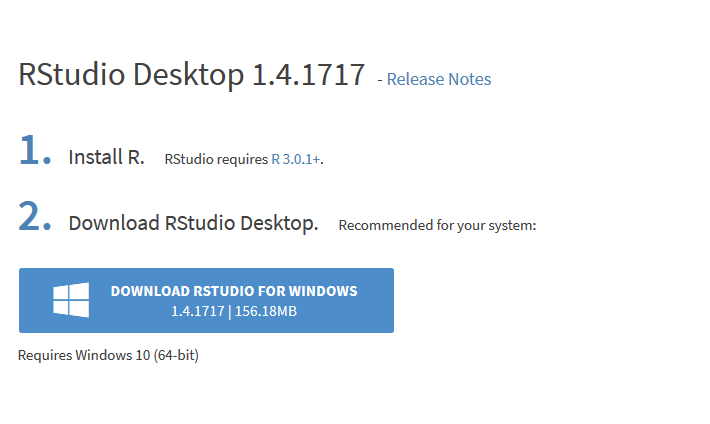 RStudio Desktop 1.4.1717 - Release Notes
1. Install R. RStudio requires R 3.0.1+.
2. Download RStudio Desktop. Recommended for your system:
DOWNLOAD RSTUDIO FOR WINDOWS
1.4.1717 | 156.18MB
Requires Windows 10 (64-bit)